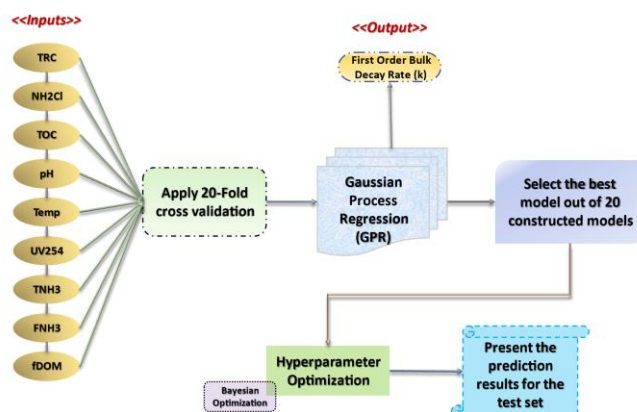 <<Inputs>>
TRC
NH2Cl
TOC
pH
Temp
UV254
TNH3
FNH3
fDOM
Apply 20-Fold
cross validation
<<Output>>
First Order Bulk
Decay Rate (k)
Gaussian
Process
Regression
(GPR)
Select the best
model out of 20
constructed models
Hyperparameter
Optimization
Bayesian
Optimization
Present the
prediction
results for the
test set